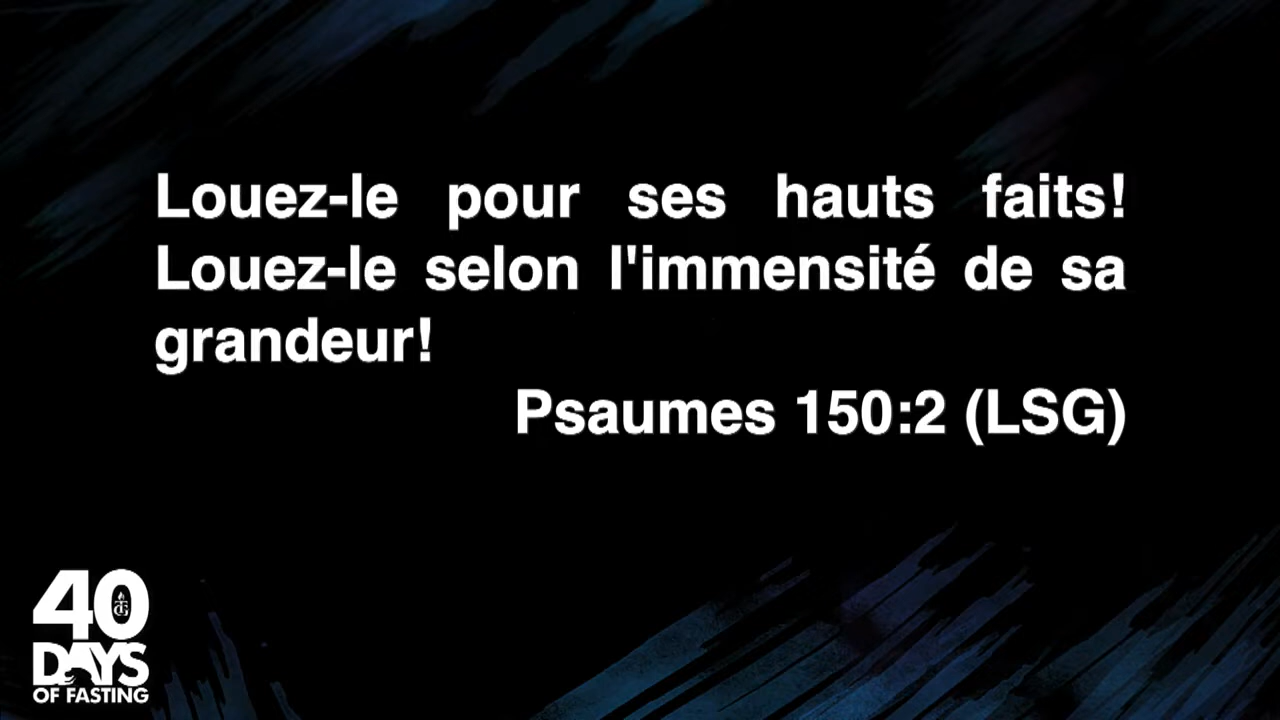 Louez-le pour ses hauts faits!
Louez-le selon l'immensité de sa
grandeur!
Psaumes 150:2 (LSG)
40
DAYS
OF FASTING